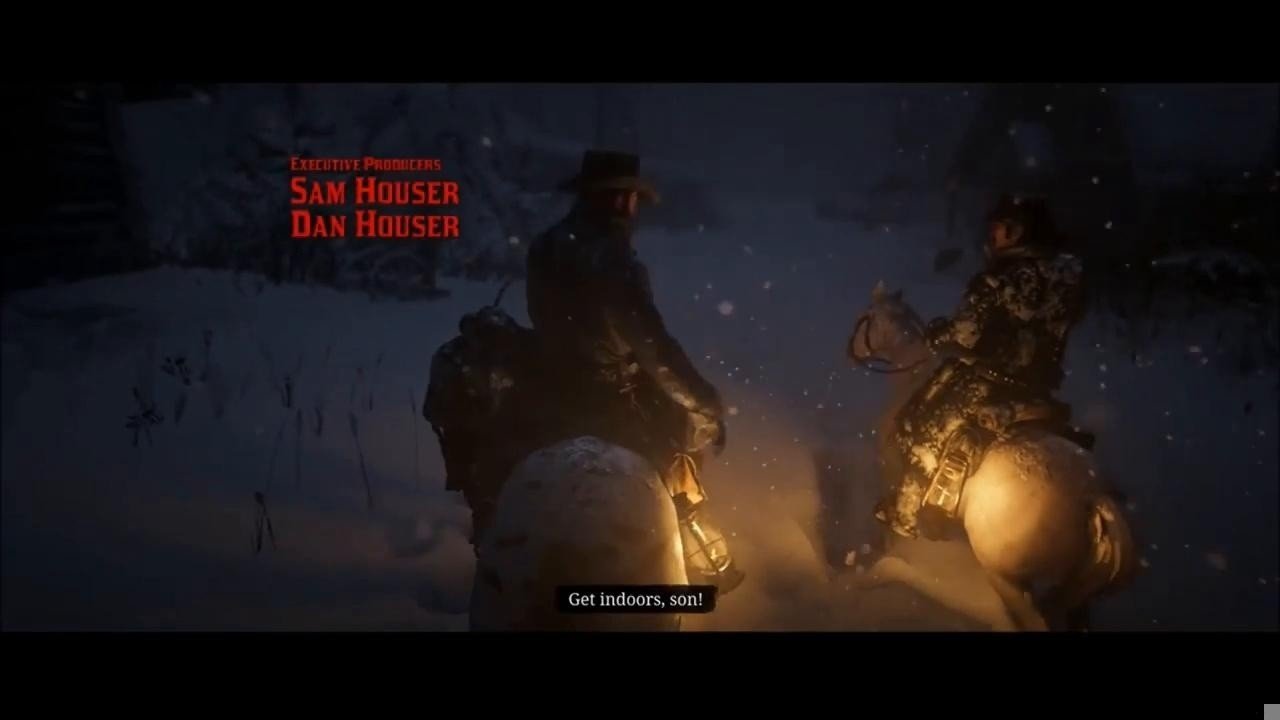 Executive Producers
Sam Houser
Dan Houser
Get indoors, son!